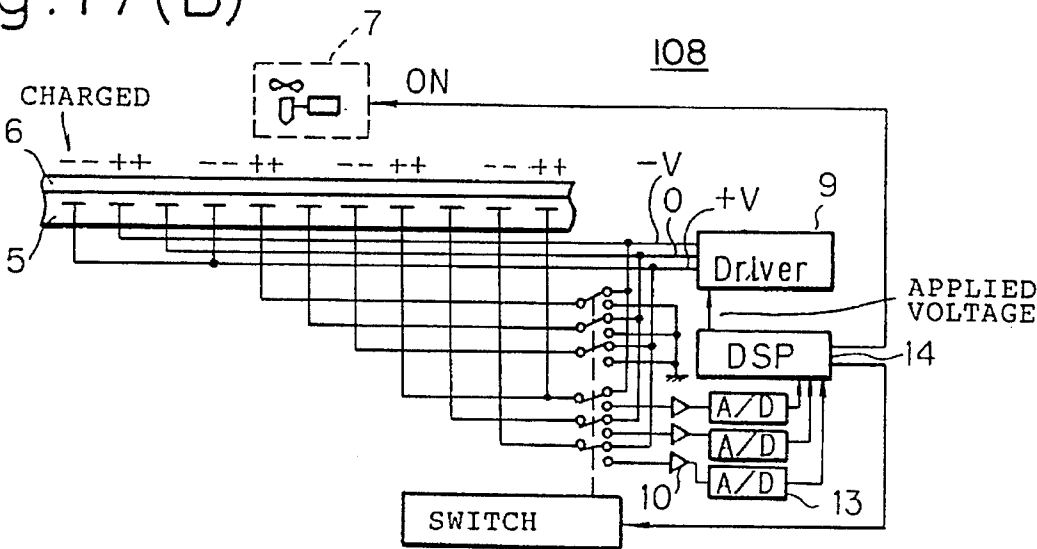 g.17(B)
7
108
ON
CHARGED
6
-- ++ -- ++ -- ++ -- ++
-V
0
+V
9
5
Driver
APPLIED
VOLTAGE
DSP
14
A/D
A/D
A/D
10
13
SWITCH